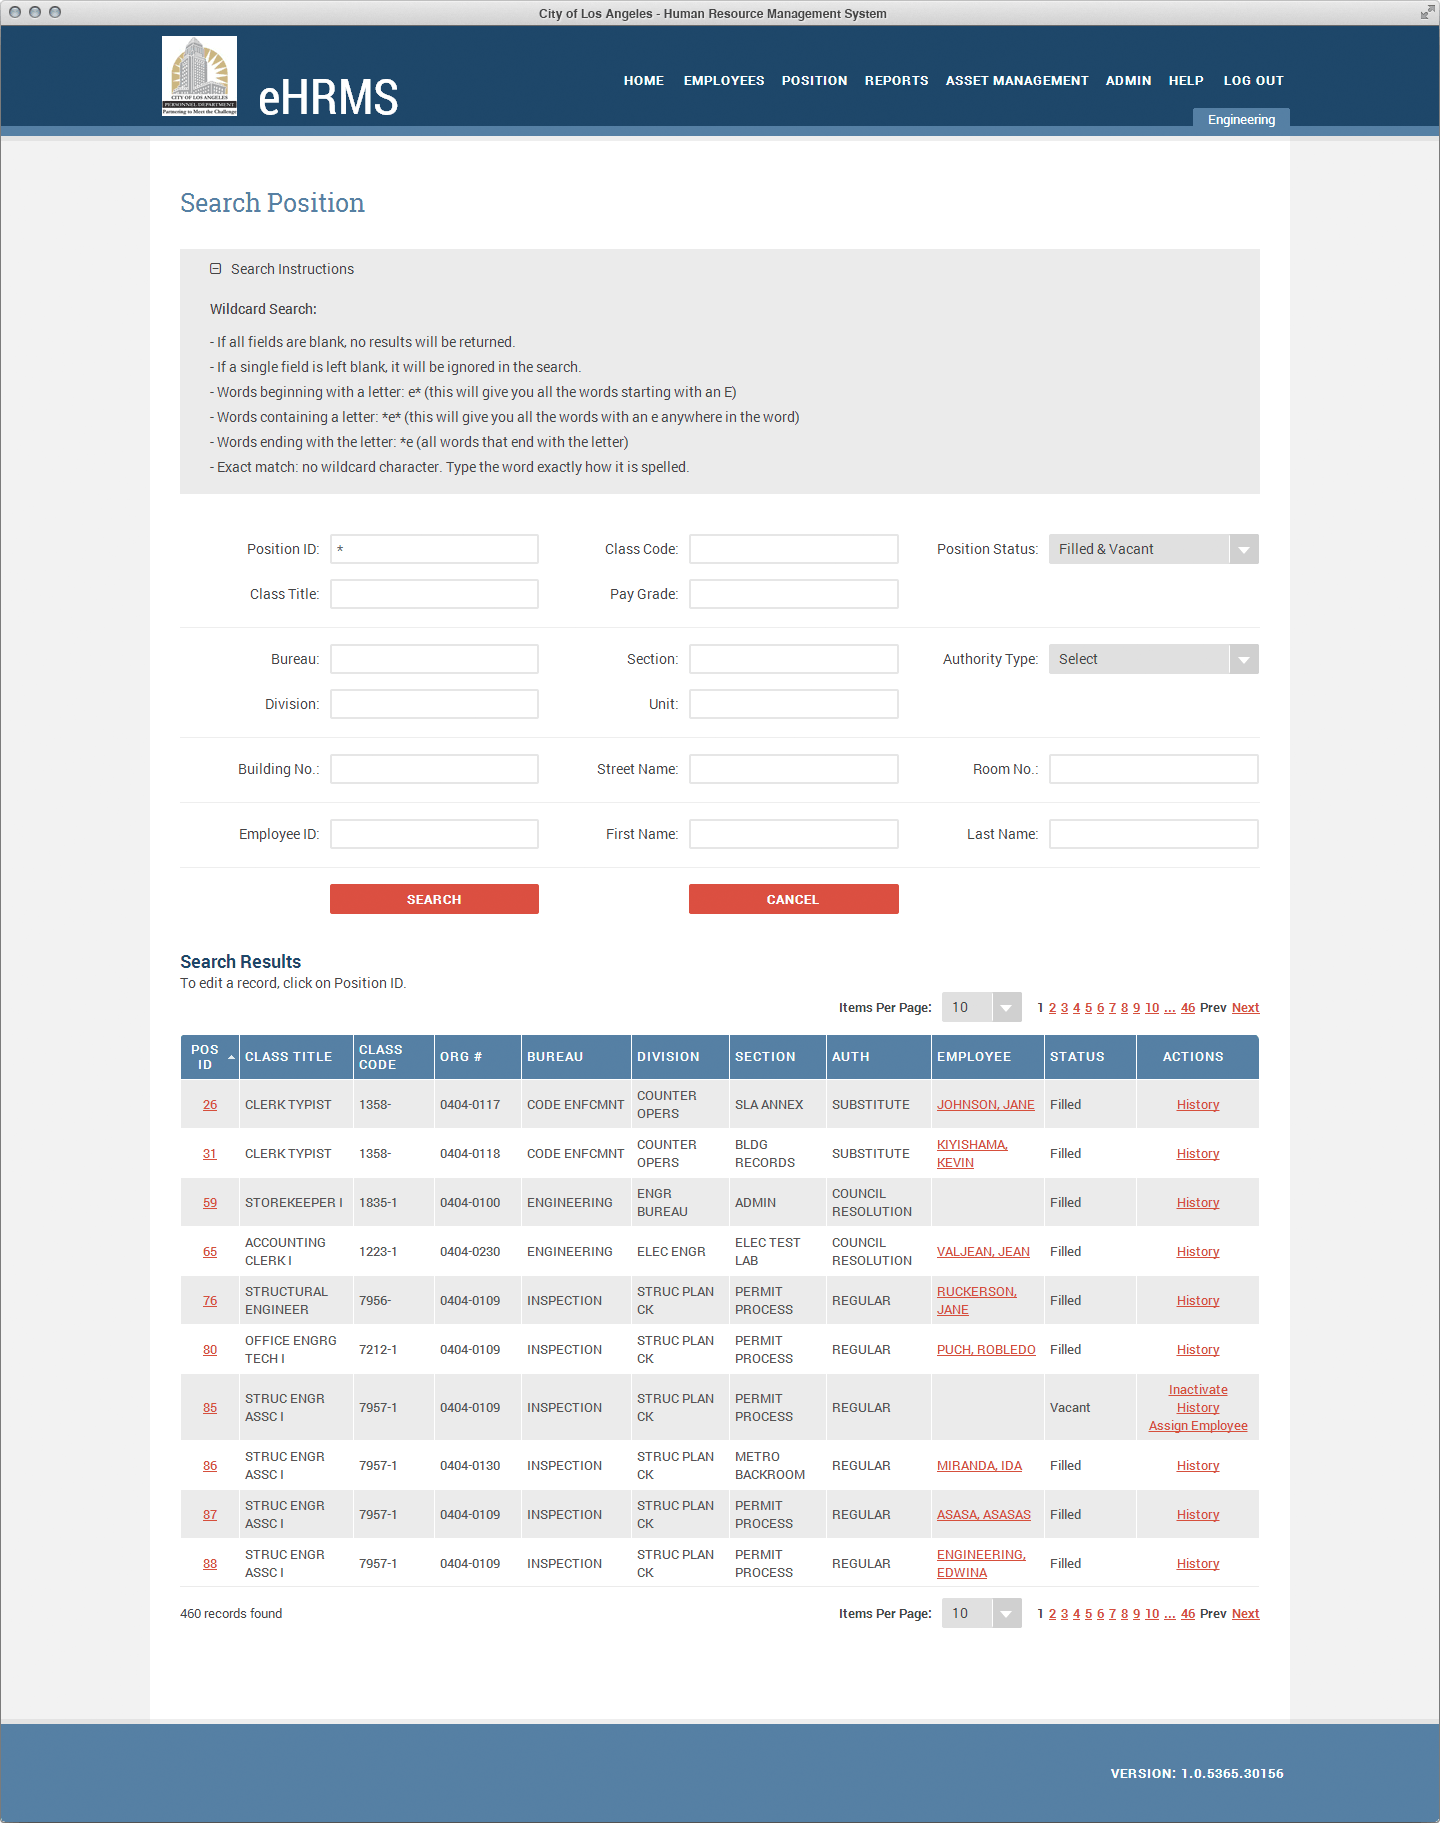 City of Los Angeles - Human Resource Management System
CITY OF LOS ANGELES
PERSONNEL DEPARTMENT
Partnering to Meet the Challenge
eHRMS
HOME EMPLOYEES POSITION REPORTS ASSET MANAGEMENT ADMIN HELP LOG OUT
Engineering
Search Position
Search Instructions
Wildcard Search:
- If all fields are blank, no results will be returned.
- If a single field is left blank, it will be ignored in the search.
- Words beginning with a letter: e* (this will give you all the words starting with an E)
- Words containing a letter: *e* (this will give you all the words with an e anywhere in the word)
- Words ending with the letter: *e (all words that end with the letter)
- Exact match: no wildcard character. Type the word exactly how it is spelled.
Position ID: * Class Code: Position Status: Filled & Vacant
Class Title: Pay Grade:
Bureau: Section: Authority Type: Select
Division: Unit:
Building No.: Street Name: Room No.:
Employee ID: First Name: Last Name:
SEARCH CANCEL
Search Results
To edit a record, click on Position ID.
Items Per Page: 10 1 2 3 4 5 6 7 8 9 10 ... 46 Prev Next
POS ID CLASS TITLE CLASS CODE ORG # BUREAU DIVISION SECTION AUTH EMPLOYEE STATUS ACTIONS
26 CLERK TYPIST 1358- 0404-0117 CODE ENFCMNT COUNTER OPERS SLA ANNEX SUBSTITUTE JOHNSON, JANE Filled History
31 CLERK TYPIST 1358- 0404-0118 CODE ENFCMNT COUNTER OPERS BLDG RECORDS SUBSTITUTE KIYISHAMA, KEVIN Filled History
59 STOREKEEPER I 1835-1 0404-0100 ENGINEERING ENGR BUREAU ADMIN COUNCIL RESOLUTION Filled History
65 ACCOUNTING CLERK I 1223-1 0404-0230 ENGINEERING ELEC ENGR ELEC TEST LAB COUNCIL RESOLUTION VALJEAN, JEAN Filled History
76 STRUCTURAL ENGINEER 7956- 0404-0109 INSPECTION STRUC PLAN CK PERMIT PROCESS REGULAR RUCKERSON, JANE Filled History
80 OFFICE ENGRG TECH I 7212-1 0404-0109 INSPECTION STRUC PLAN CK PERMIT PROCESS REGULAR PUCH, ROBLEDO Filled History
85 STRUC ENGR ASSC I 7957-1 0404-0109 INSPECTION STRUC PLAN CK PERMIT PROCESS REGULAR Vacant Inactivate History Assign Employee
86 STRUC ENGR ASSC I 7957-1 0404-0130 INSPECTION STRUC PLAN CK METRO BACKROOM REGULAR MIRANDA, IDA Filled History
87 STRUC ENGR ASSC I 7957-1 0404-0109 INSPECTION STRUC PLAN CK PERMIT PROCESS REGULAR ASASA, ASASAS Filled History
88 STRUC ENGR ASSC I 7957-1 0404-0109 INSPECTION STRUC PLAN CK PERMIT PROCESS REGULAR ENGINEERING, EDWINA Filled History
460 records found Items Per Page: 10 1 2 3 4 5 6 7 8 9 10 ... 46 Prev Next
VERSION: 1.0.5365.30156